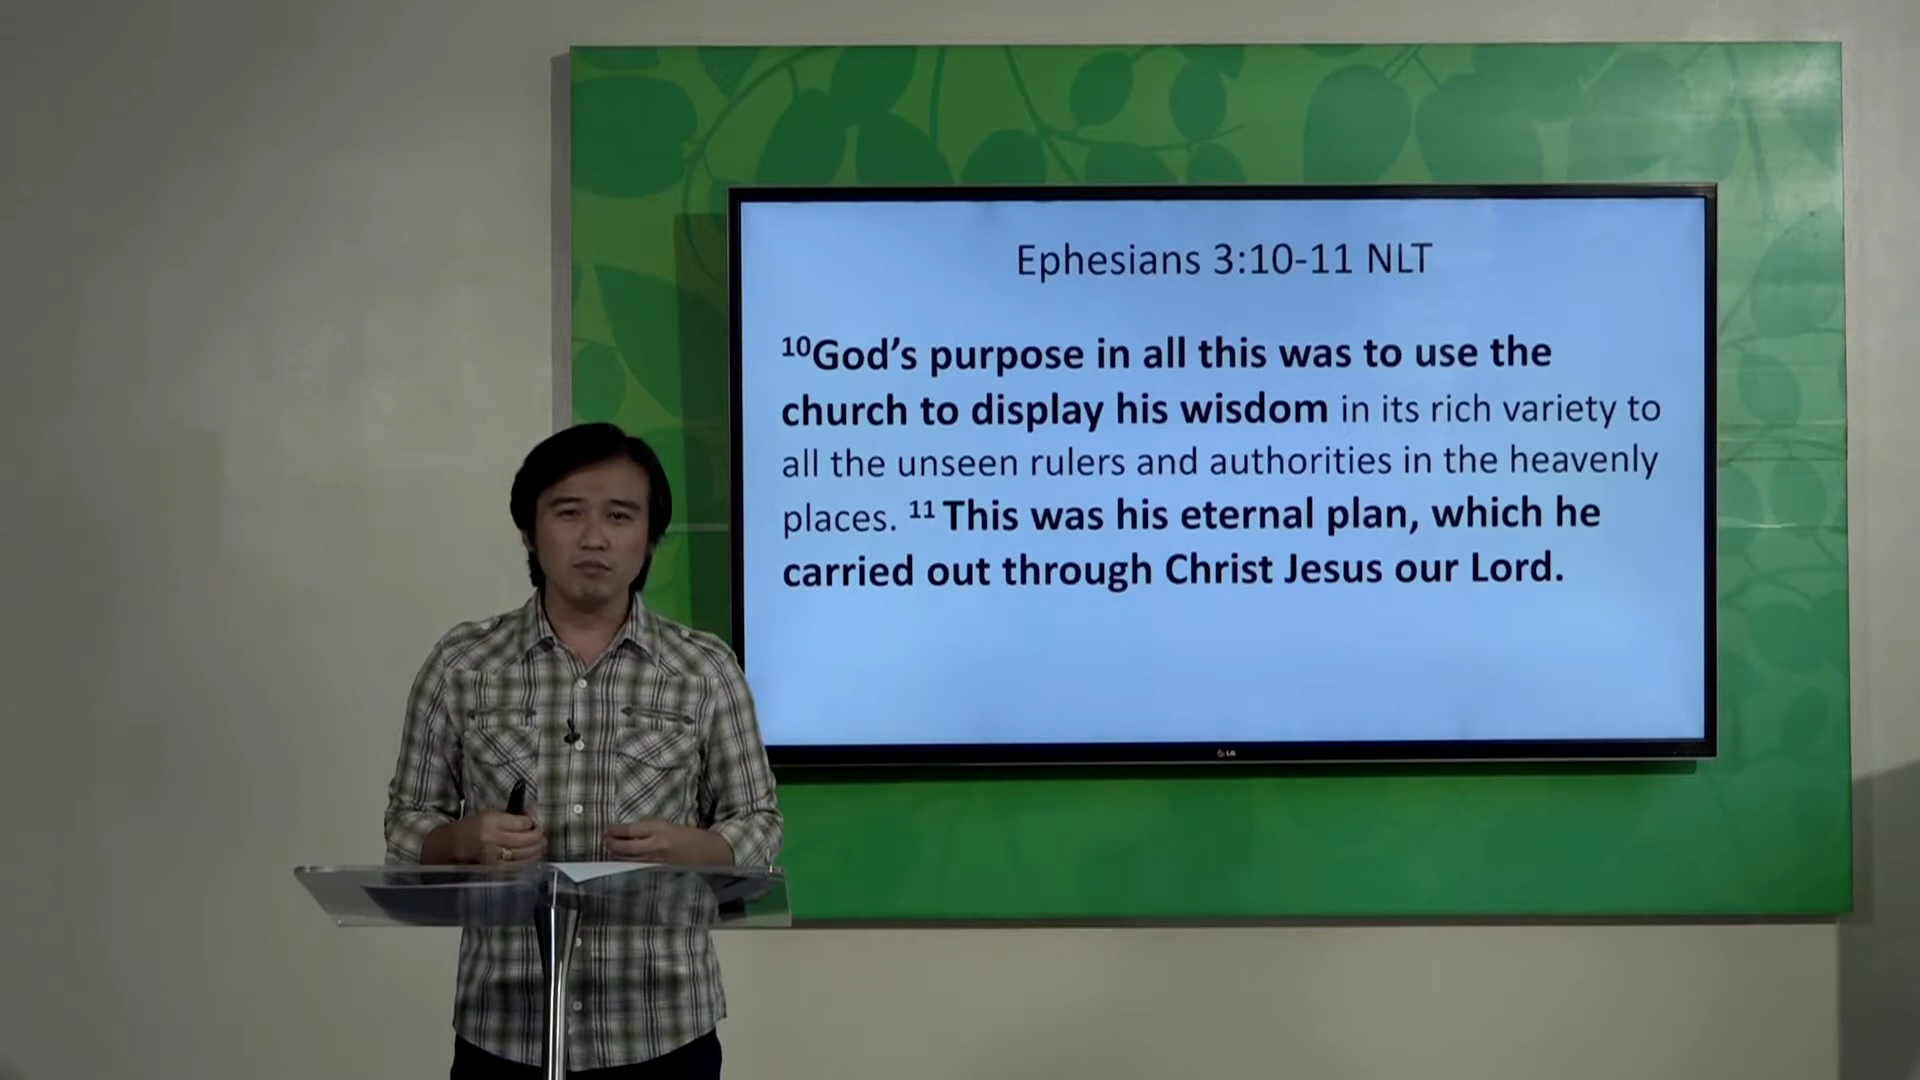 Ephesians 3:10-11 NLT
¹⁰God’s purpose in all this was to use the
church to display his wisdom in its rich variety to
all the unseen rulers and authorities in the heavenly
places. ¹¹ This was his eternal plan, which he
carried out through Christ Jesus our Lord.
LG